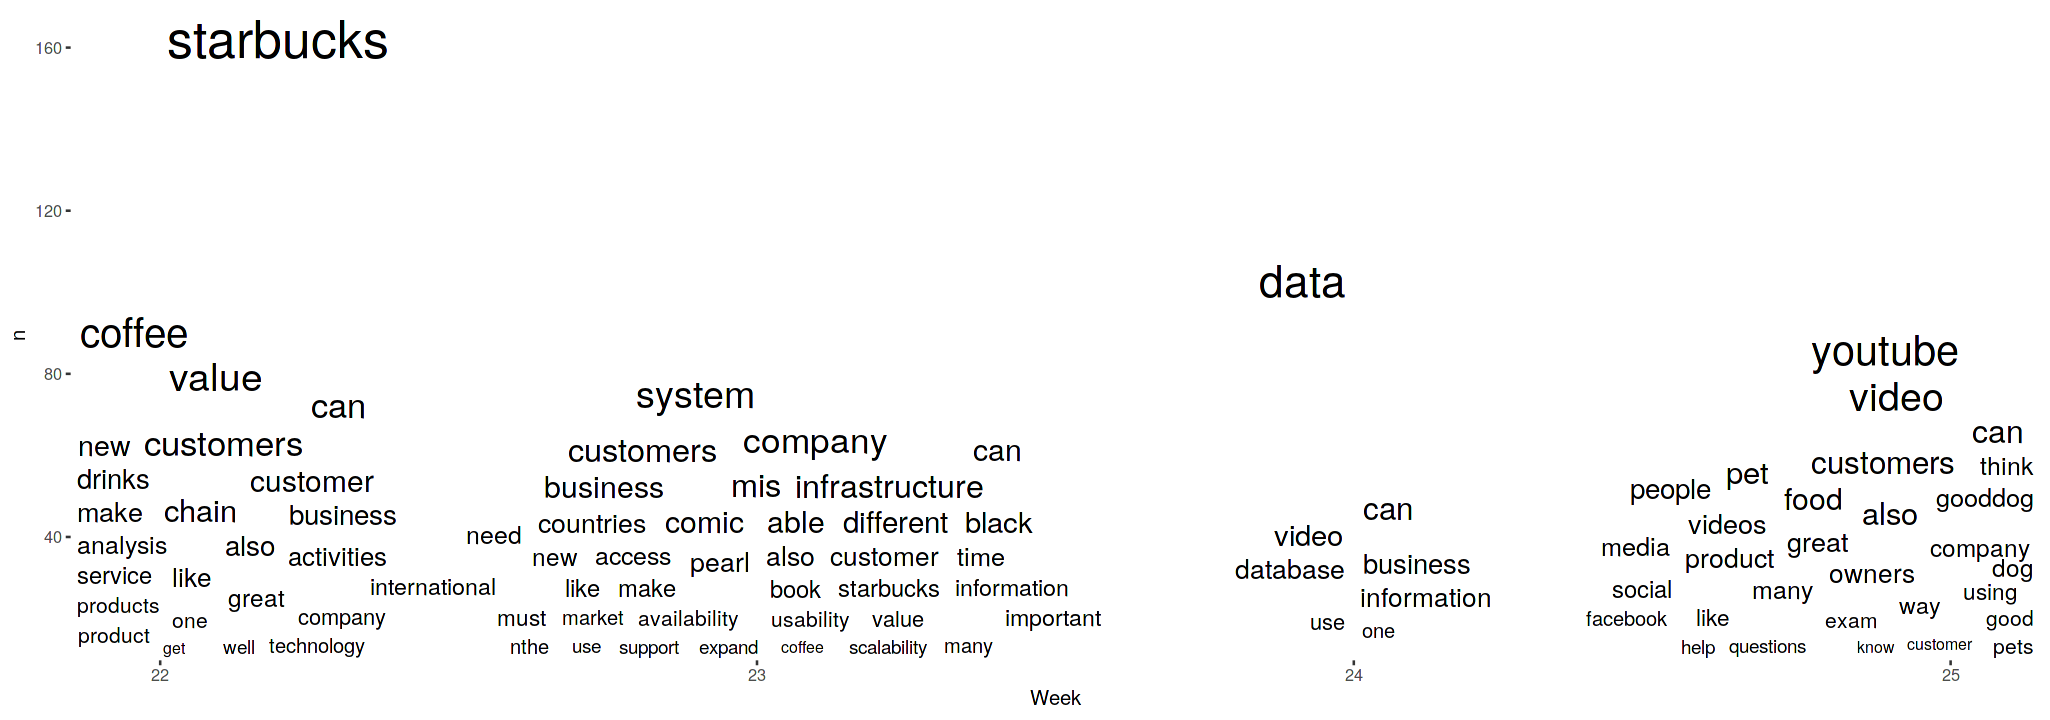 160
starbucks
120
data
n
coffee
youtube
80
value
system
video
can
can
new customers
customers company can
customers think
drinks customer
business mis infrastructure
people pet food gooddog
make chain business
can
also
need countries comic able different black
video
videos
40
analysis also activities
new access pearl also customer time
database business
media product great company
service like international
like make book starbucks information
information
social many owners dog
using
products great
way
one company
must market availability usability value important
use one
facebook like exam good
product get well technology
nthe use support expand coffee scalability many
help questions know customer pets
22 23 24 25
Week